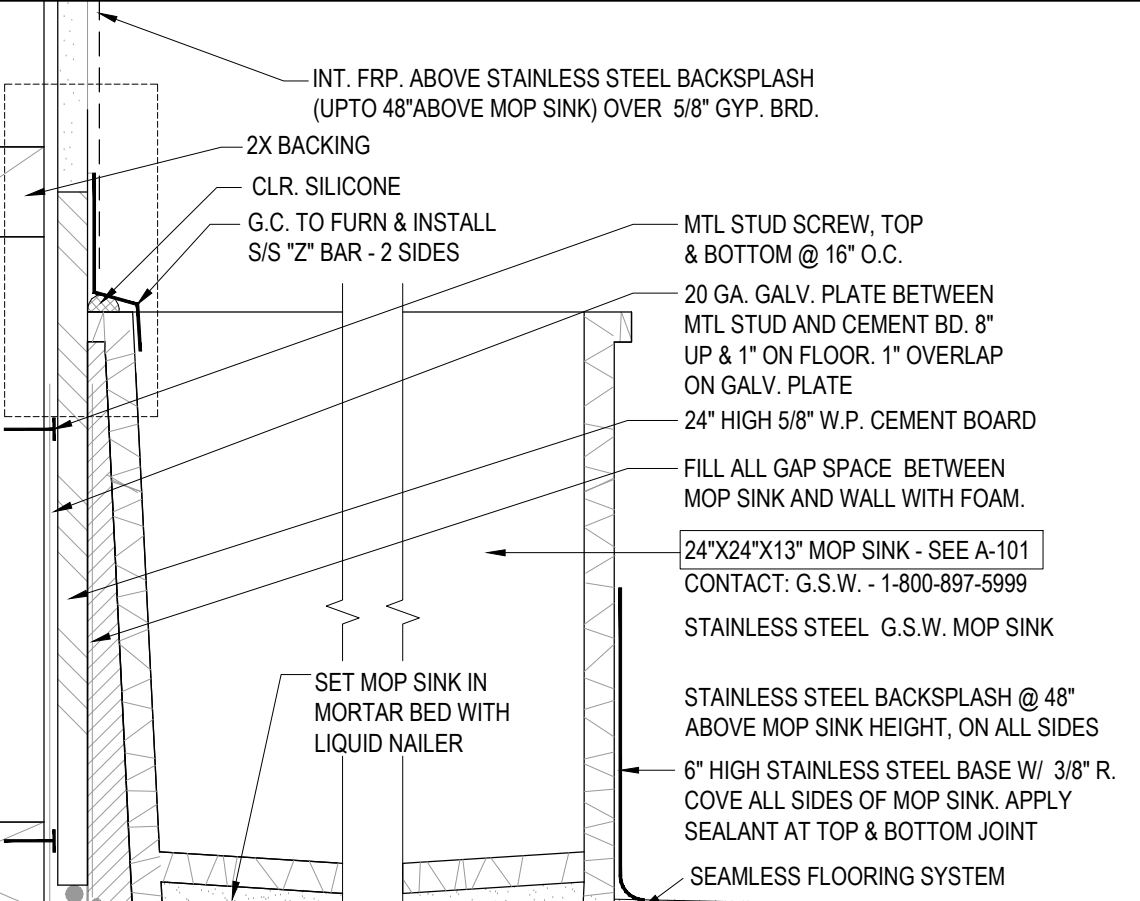 INT. FRP. ABOVE STAINLESS STEEL BACKSPLASH
(UPTO 48"ABOVE MOP SINK) OVER 5/8" GYP. BRD.
2X BACKING
CLR. SILICONE
G.C. TO FURN & INSTALL
S/S "Z" BAR - 2 SIDES
MTL STUD SCREW, TOP
& BOTTOM @ 16" O.C.
20 GA. GALV. PLATE BETWEEN
MTL STUD AND CEMENT BD. 8"
UP & 1" ON FLOOR. 1" OVERLAP
ON GALV. PLATE
24" HIGH 5/8" W.P. CEMENT BOARD
FILL ALL GAP SPACE BETWEEN
MOP SINK AND WALL WITH FOAM.
24"X24"X13" MOP SINK - SEE A-101
CONTACT: G.S.W. - 1-800-897-5999
STAINLESS STEEL G.S.W. MOP SINK
SET MOP SINK IN
MORTAR BED WITH
LIQUID NAILER
STAINLESS STEEL BACKSPLASH @ 48"
ABOVE MOP SINK HEIGHT, ON ALL SIDES
6" HIGH STAINLESS STEEL BASE W/ 3/8" R.
COVE ALL SIDES OF MOP SINK. APPLY
SEALANT AT TOP & BOTTOM JOINT
SEAMLESS FLOORING SYSTEM